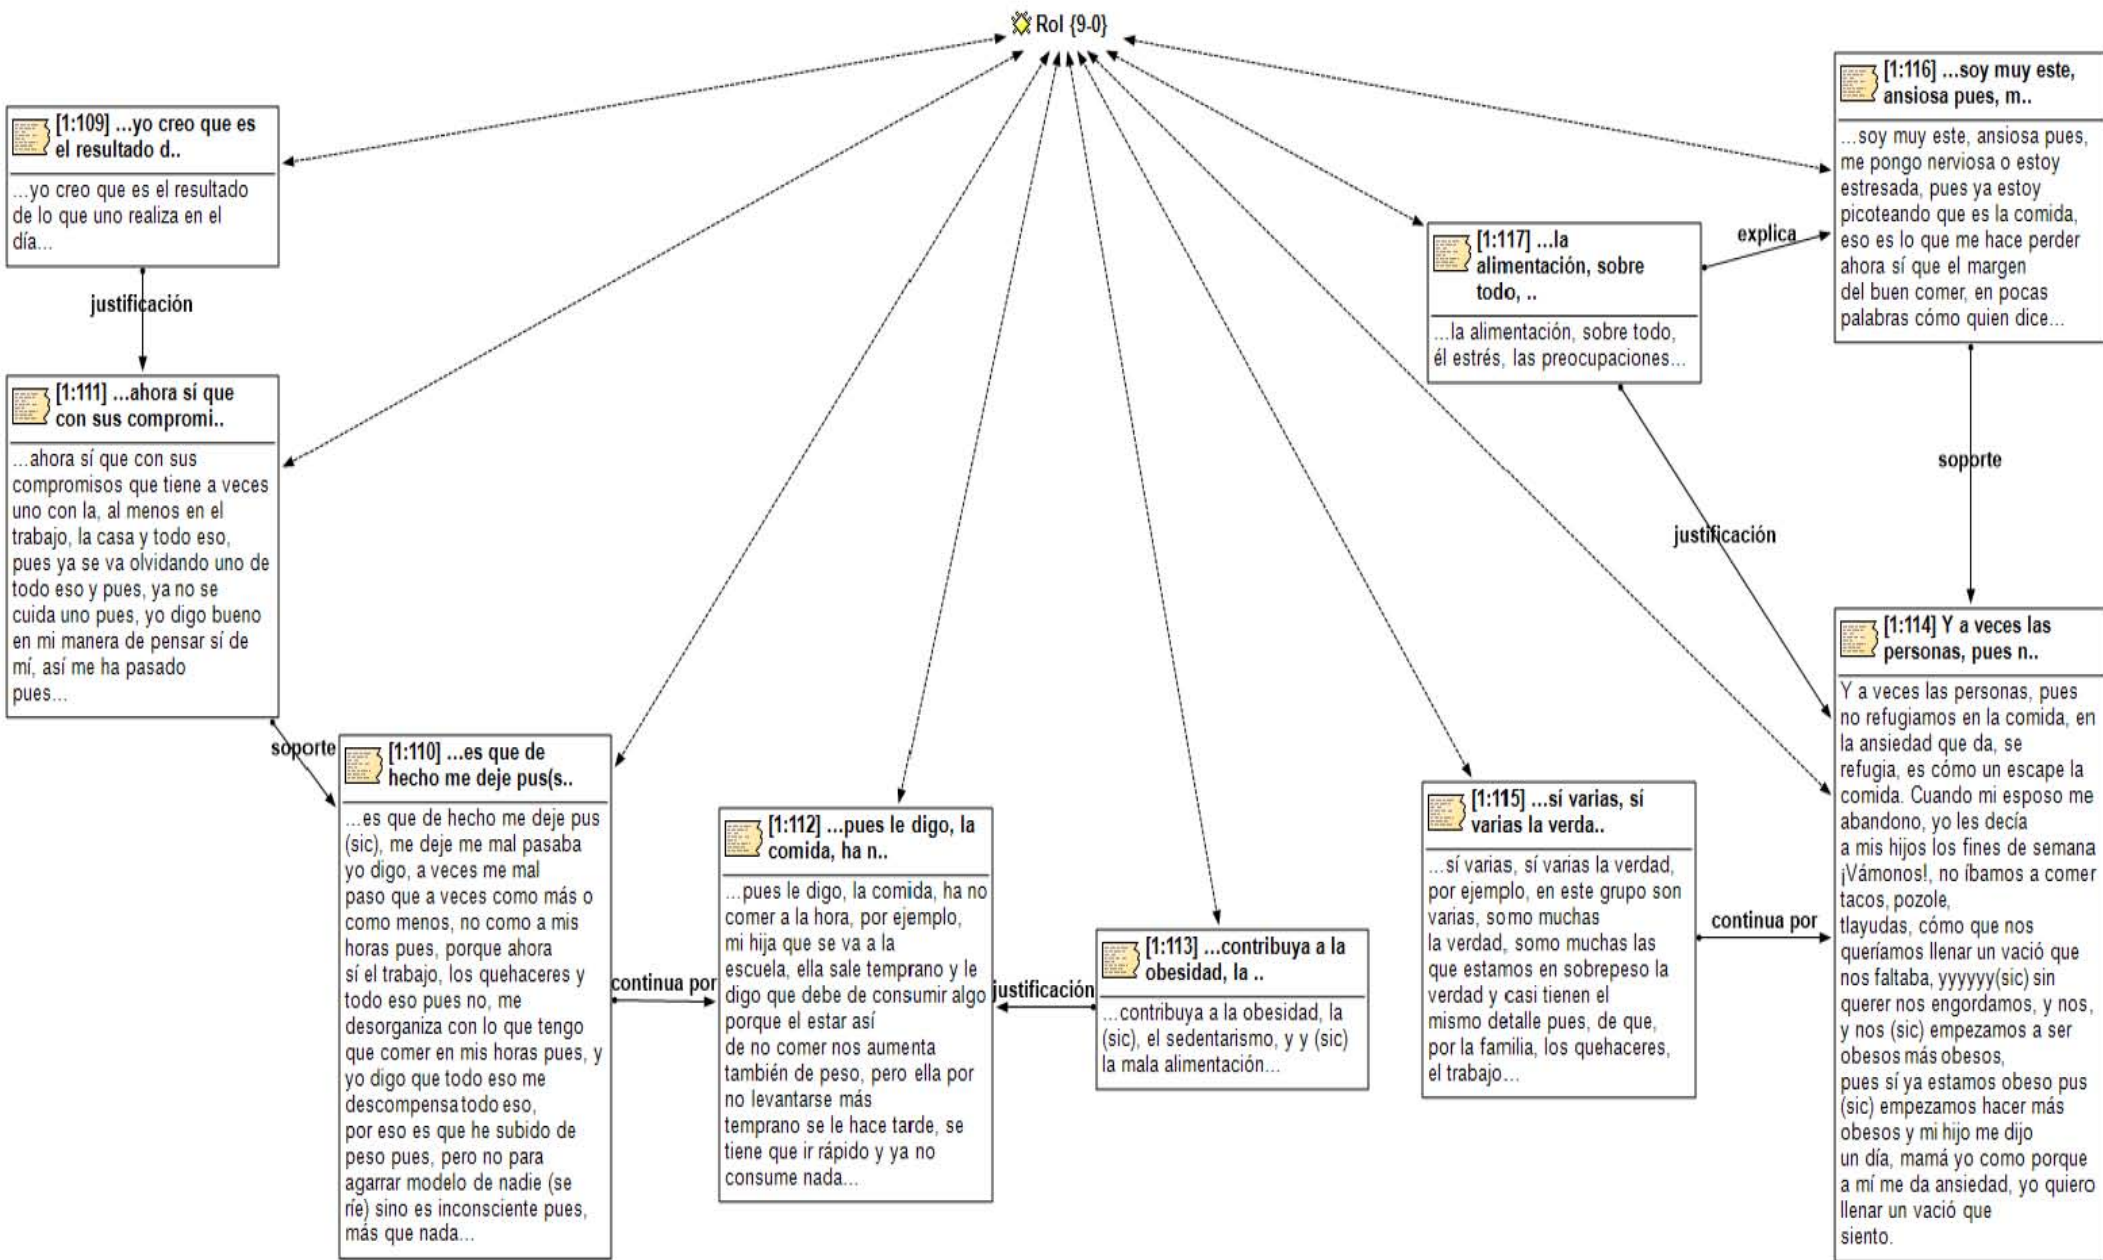 Rol {9-0}
[1:109] ...yo creo que es
el resultado d..
...yo creo que es el resultado
de lo que uno realiza en el
día...
justificación
[1:111] ...ahora sí que
con sus compromi..
...ahora sí que con sus
compromisos que tiene a veces
uno con la, al menos en el
trabajo, la casa y todo eso,
pues ya se va olvidando uno de
todo eso y pues, ya no se
cuida uno pues, yo digo bueno
en mi manera de pensar sí de
mí, así me ha pasado
pues...
soporte
[1:110] ...es que de
hecho me deje pus(s..
...es que de hecho me deje pus
(sic), me deje me mal pasaba
yo digo, a veces me mal
paso que a veces como más o
como menos, no como a mis
horas pues, porque ahora
sí el trabajo, los quehaceres y
todo eso pues no, me
desorganiza con lo que tengo
que comer en mis horas pues, y
yo digo que todo eso me
descompensa todo eso,
por eso es que he subido de
peso pues, pero no para
agarrar modelo de nadie (se
ríe) sino es inconsciente pues,
más que nada...
continua por
[1:112] ...pues le digo, la
comida, ha n..
...pues le digo, la comida, ha no
comer a la hora, por ejemplo,
mi hija que se va a la
escuela, ella sale temprano y le
digo que debe de consumir algo
porque el estar así
de no comer nos aumenta
también de peso, pero ella por
no levantarse más
temprano se le hace tarde, se
tiene que ir rápido y ya no
consume nada...
justificación
[1:113] ...contribuya a la
obesidad, la ..
...contribuya a la obesidad, la
(sic), el sedentarismo, y y (sic)
la mala alimentación...
[1:115] ...sí varias, sí
varias la verda..
...sí varias, sí varias la verdad,
por ejemplo, en este grupo son
varias, somo muchas
la verdad, somo muchas las
que estamos en sobrepeso la
verdad y casi tienen el
mismo detalle pues, de que,
por la familia, los quehaceres,
el trabajo...
continua por
[1:117] ...la
alimentación, sobre
todo, ..
...la alimentación, sobre todo,
él estrés, las preocupaciones...
explica
justificación
[1:116] ...soy muy este,
ansiosa pues, m..
...soy muy este, ansiosa pues,
me pongo nerviosa o estoy
estresada, pues ya estoy
picoteando que es la comida,
eso es lo que me hace perder
ahora sí que el margen
del buen comer, en pocas
palabras cómo quien dice...
soporte
[1:114] Y a veces las
personas, pues n..
Y a veces las personas, pues
no refugiamos en la comida, en
la ansiedad que da, se
refugia, es cómo un escape la
comida. Cuando mi esposo me
abandono, yo les decía
a mis hijos los fines de semana
¡Vámonos!, no íbamos a comer
tacos, pozole,
tlayudas, cómo que nos
queríamos llenar un vació que
nos faltaba, yyyyyy(sic) sin
querer nos engordamos, y nos,
y nos (sic) empezamos a ser
obesos más obesos,
pues sí ya estamos obeso pus
(sic) empezamos hacer más
obesos y mi hijo me dijo
un día, mamá yo como porque
a mí me da ansiedad, yo quiero
llenar un vació que
siento.